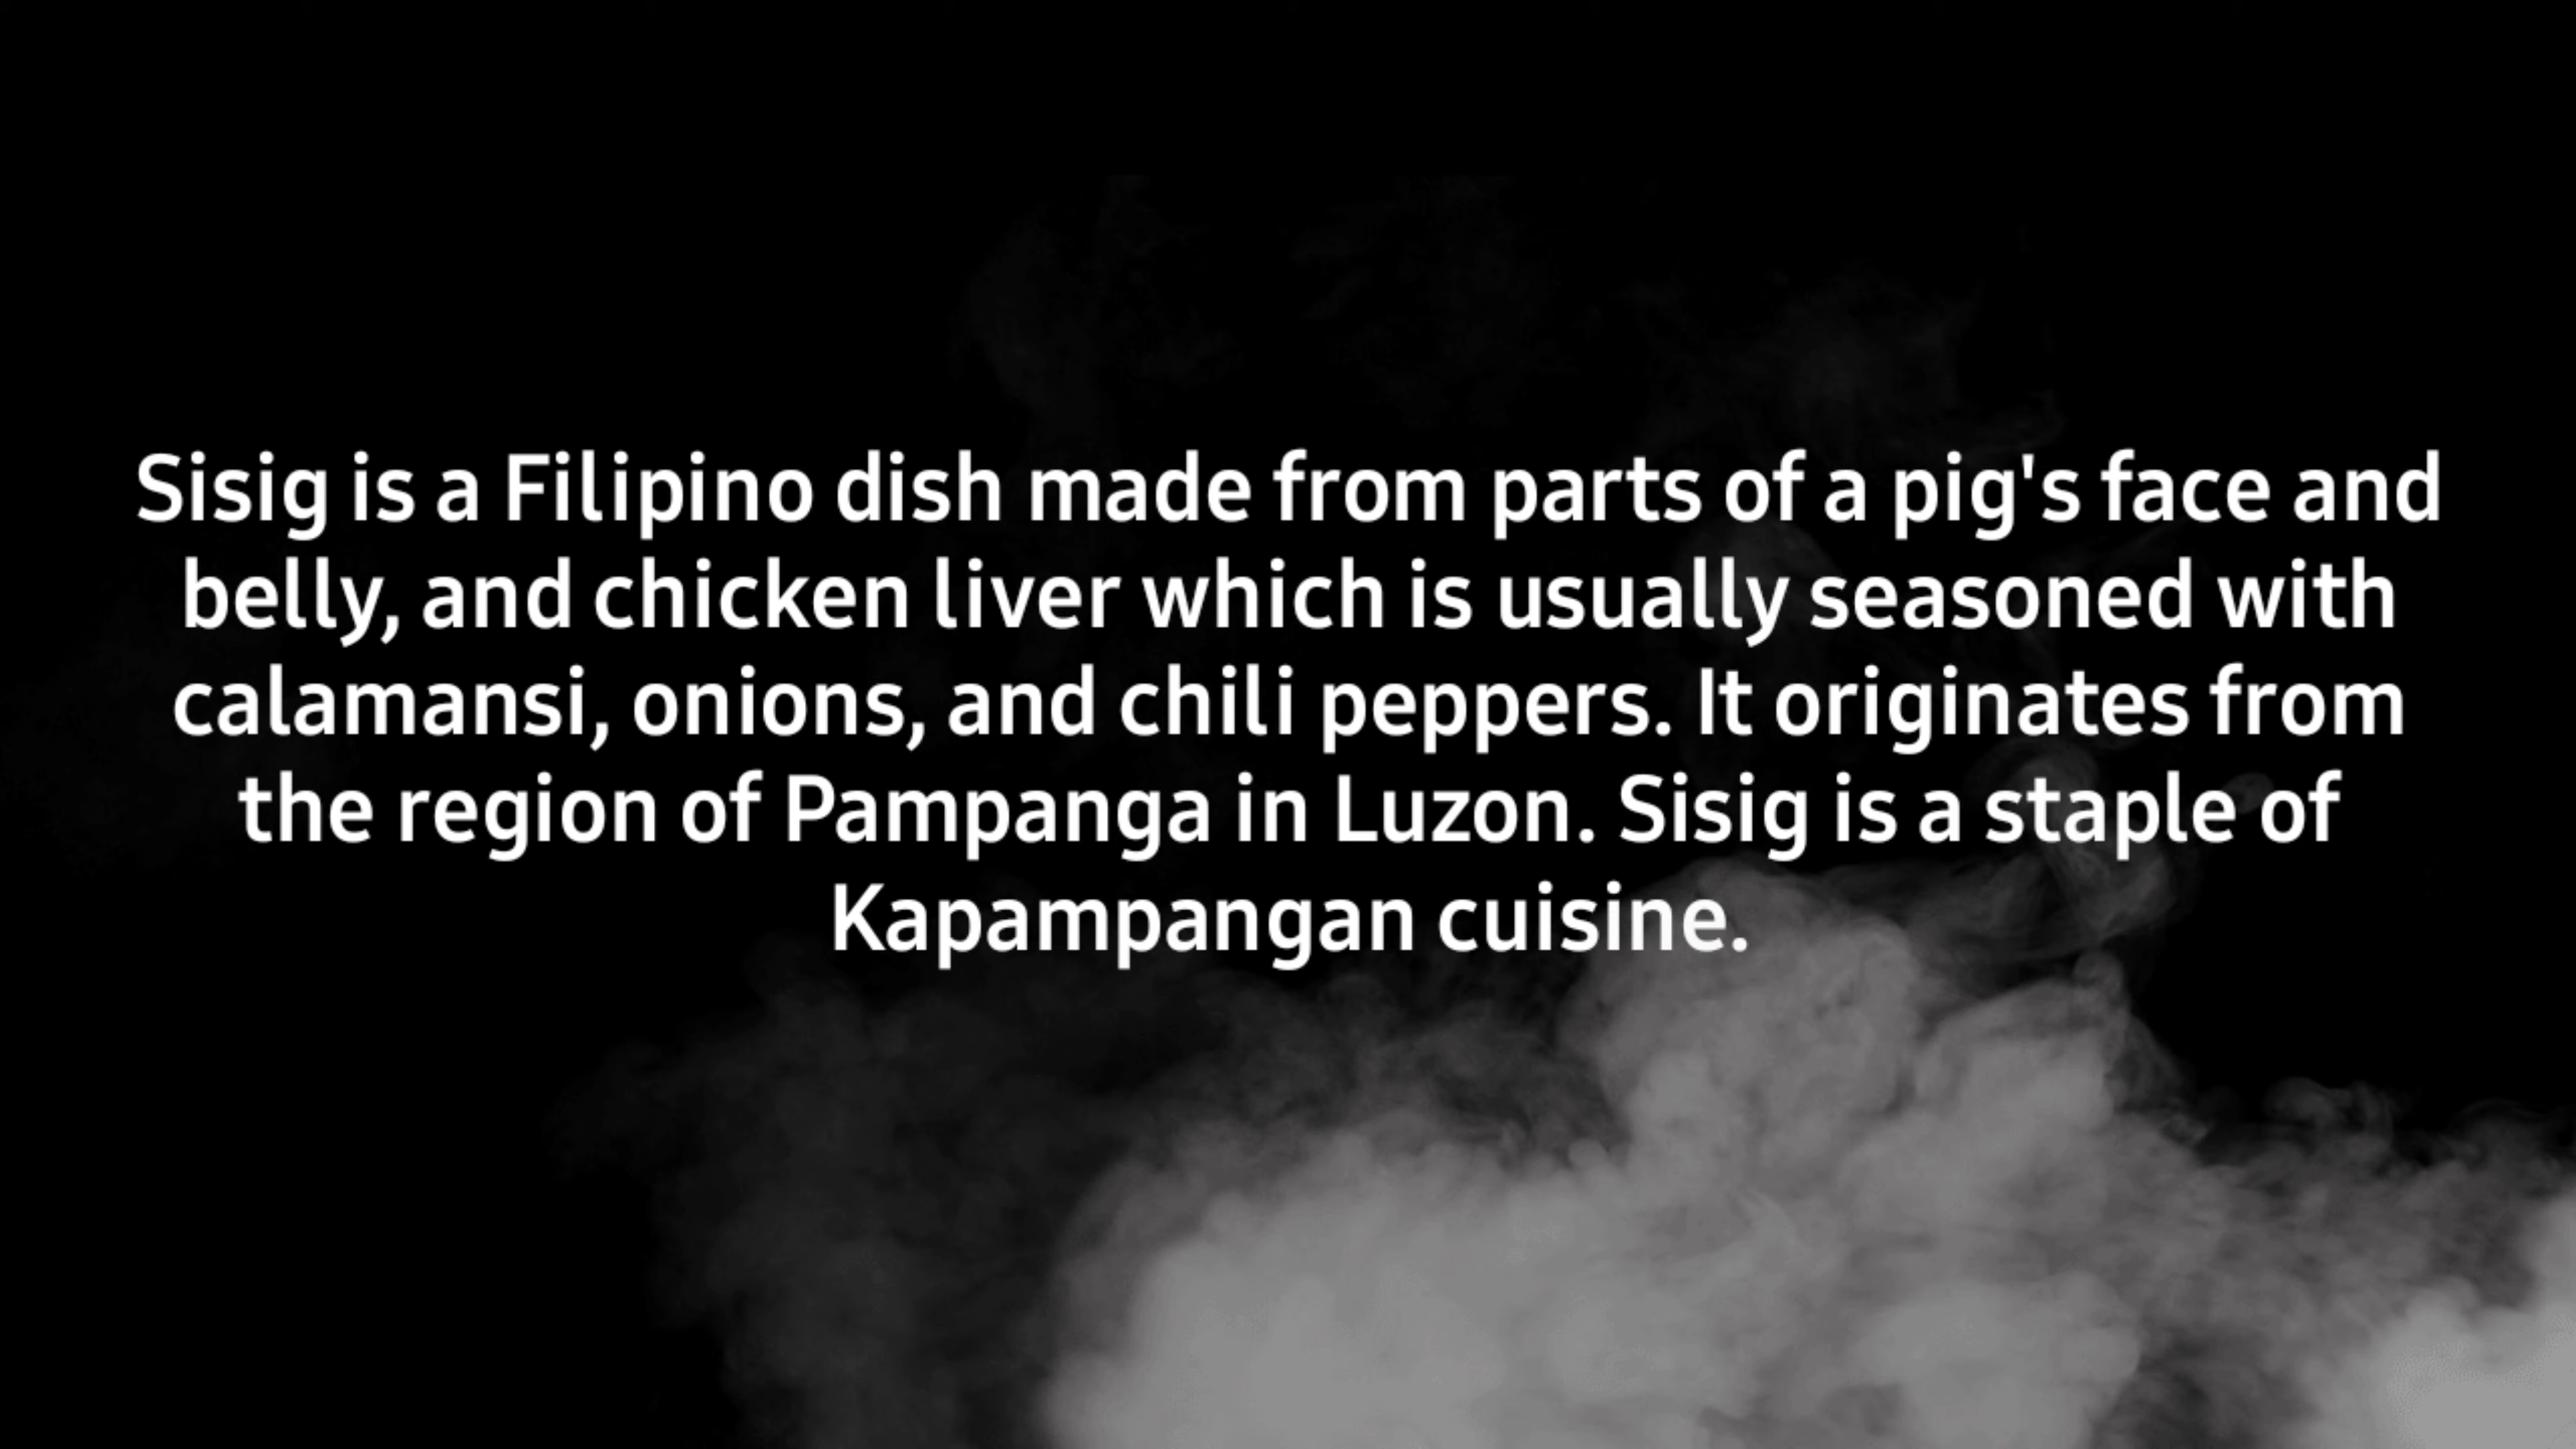 Sisig is a Filipino dish made from parts of a pig's face and
belly, and chicken liver which is usually seasoned with
calamansi, onions, and chili peppers. It originates from
the region of Pampanga in Luzon. Sisig is a staple of
Kapampangan cuisine.